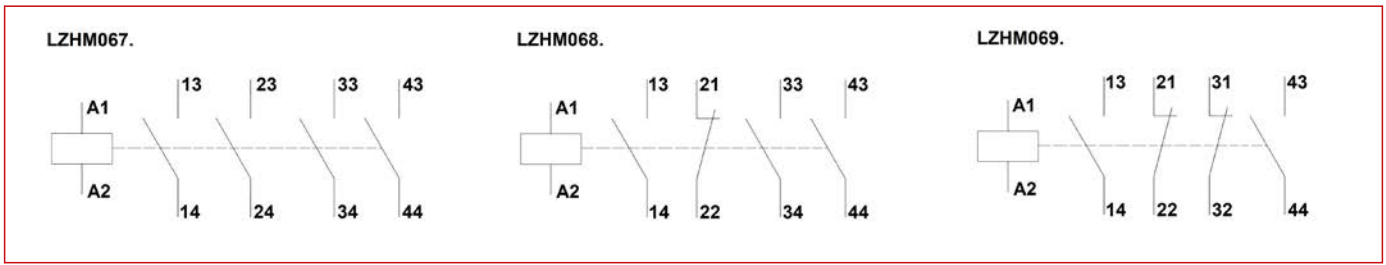 LZHM067. LZHM068. LZHM069.
13 23 33 43 13 21 33 43 13 21 31 43
A1 A1 A1
A2 A2 A2
14 24 34 44 14 22 34 44 14 22 32 44